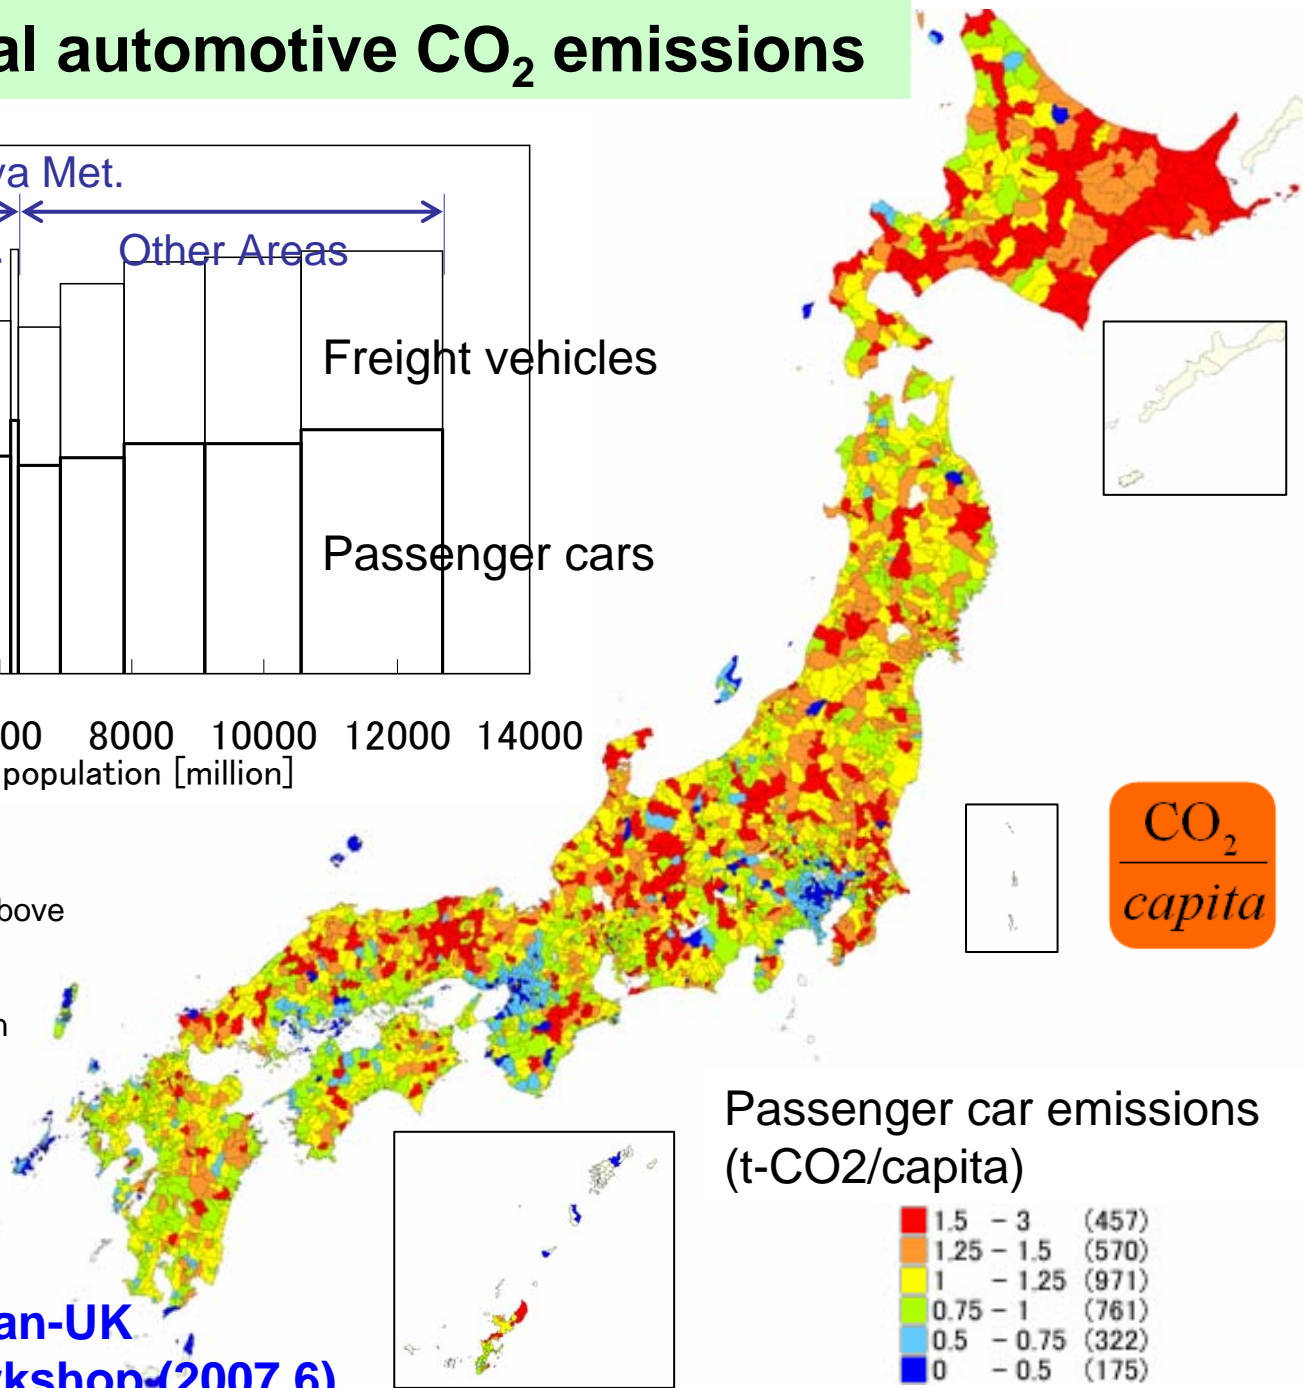 al automotive CO2 emissions
ya Met.
Other Areas
Freight vehicles
Passenger cars
00 8000 10000 12000 14000
population [million]
CO2
capita
bove
n
Passenger car emissions
(t-CO2/capita)
1.5 - 3 (457)
1.25 - 1.5 (570)
1 - 1.25 (971)
0.75 - 1 (761)
0.5 - 0.75 (322)
0 - 0.5 (175)
an-UK
rkshop (2007.6)